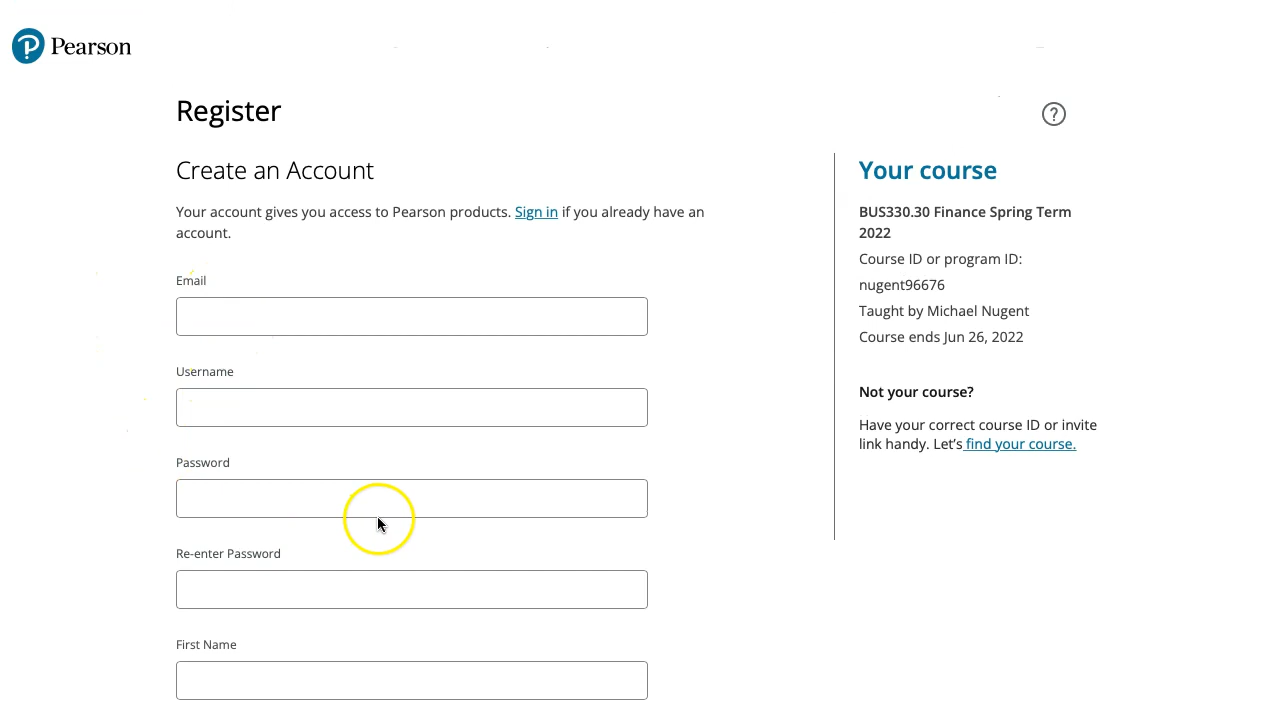 Pearson
Register
?
Create an Account
Your account gives you access to Pearson products. Sign in if you already have an
account.
Email
Username
Password
Re-enter Password
First Name
Your course
BUS330.30 Finance Spring Term
2022
Course ID or program ID:
nugent96676
Taught by Michael Nugent
Course ends Jun 26, 2022
Not your course?
Have your correct course ID or invite
link handy. Let's find your course.